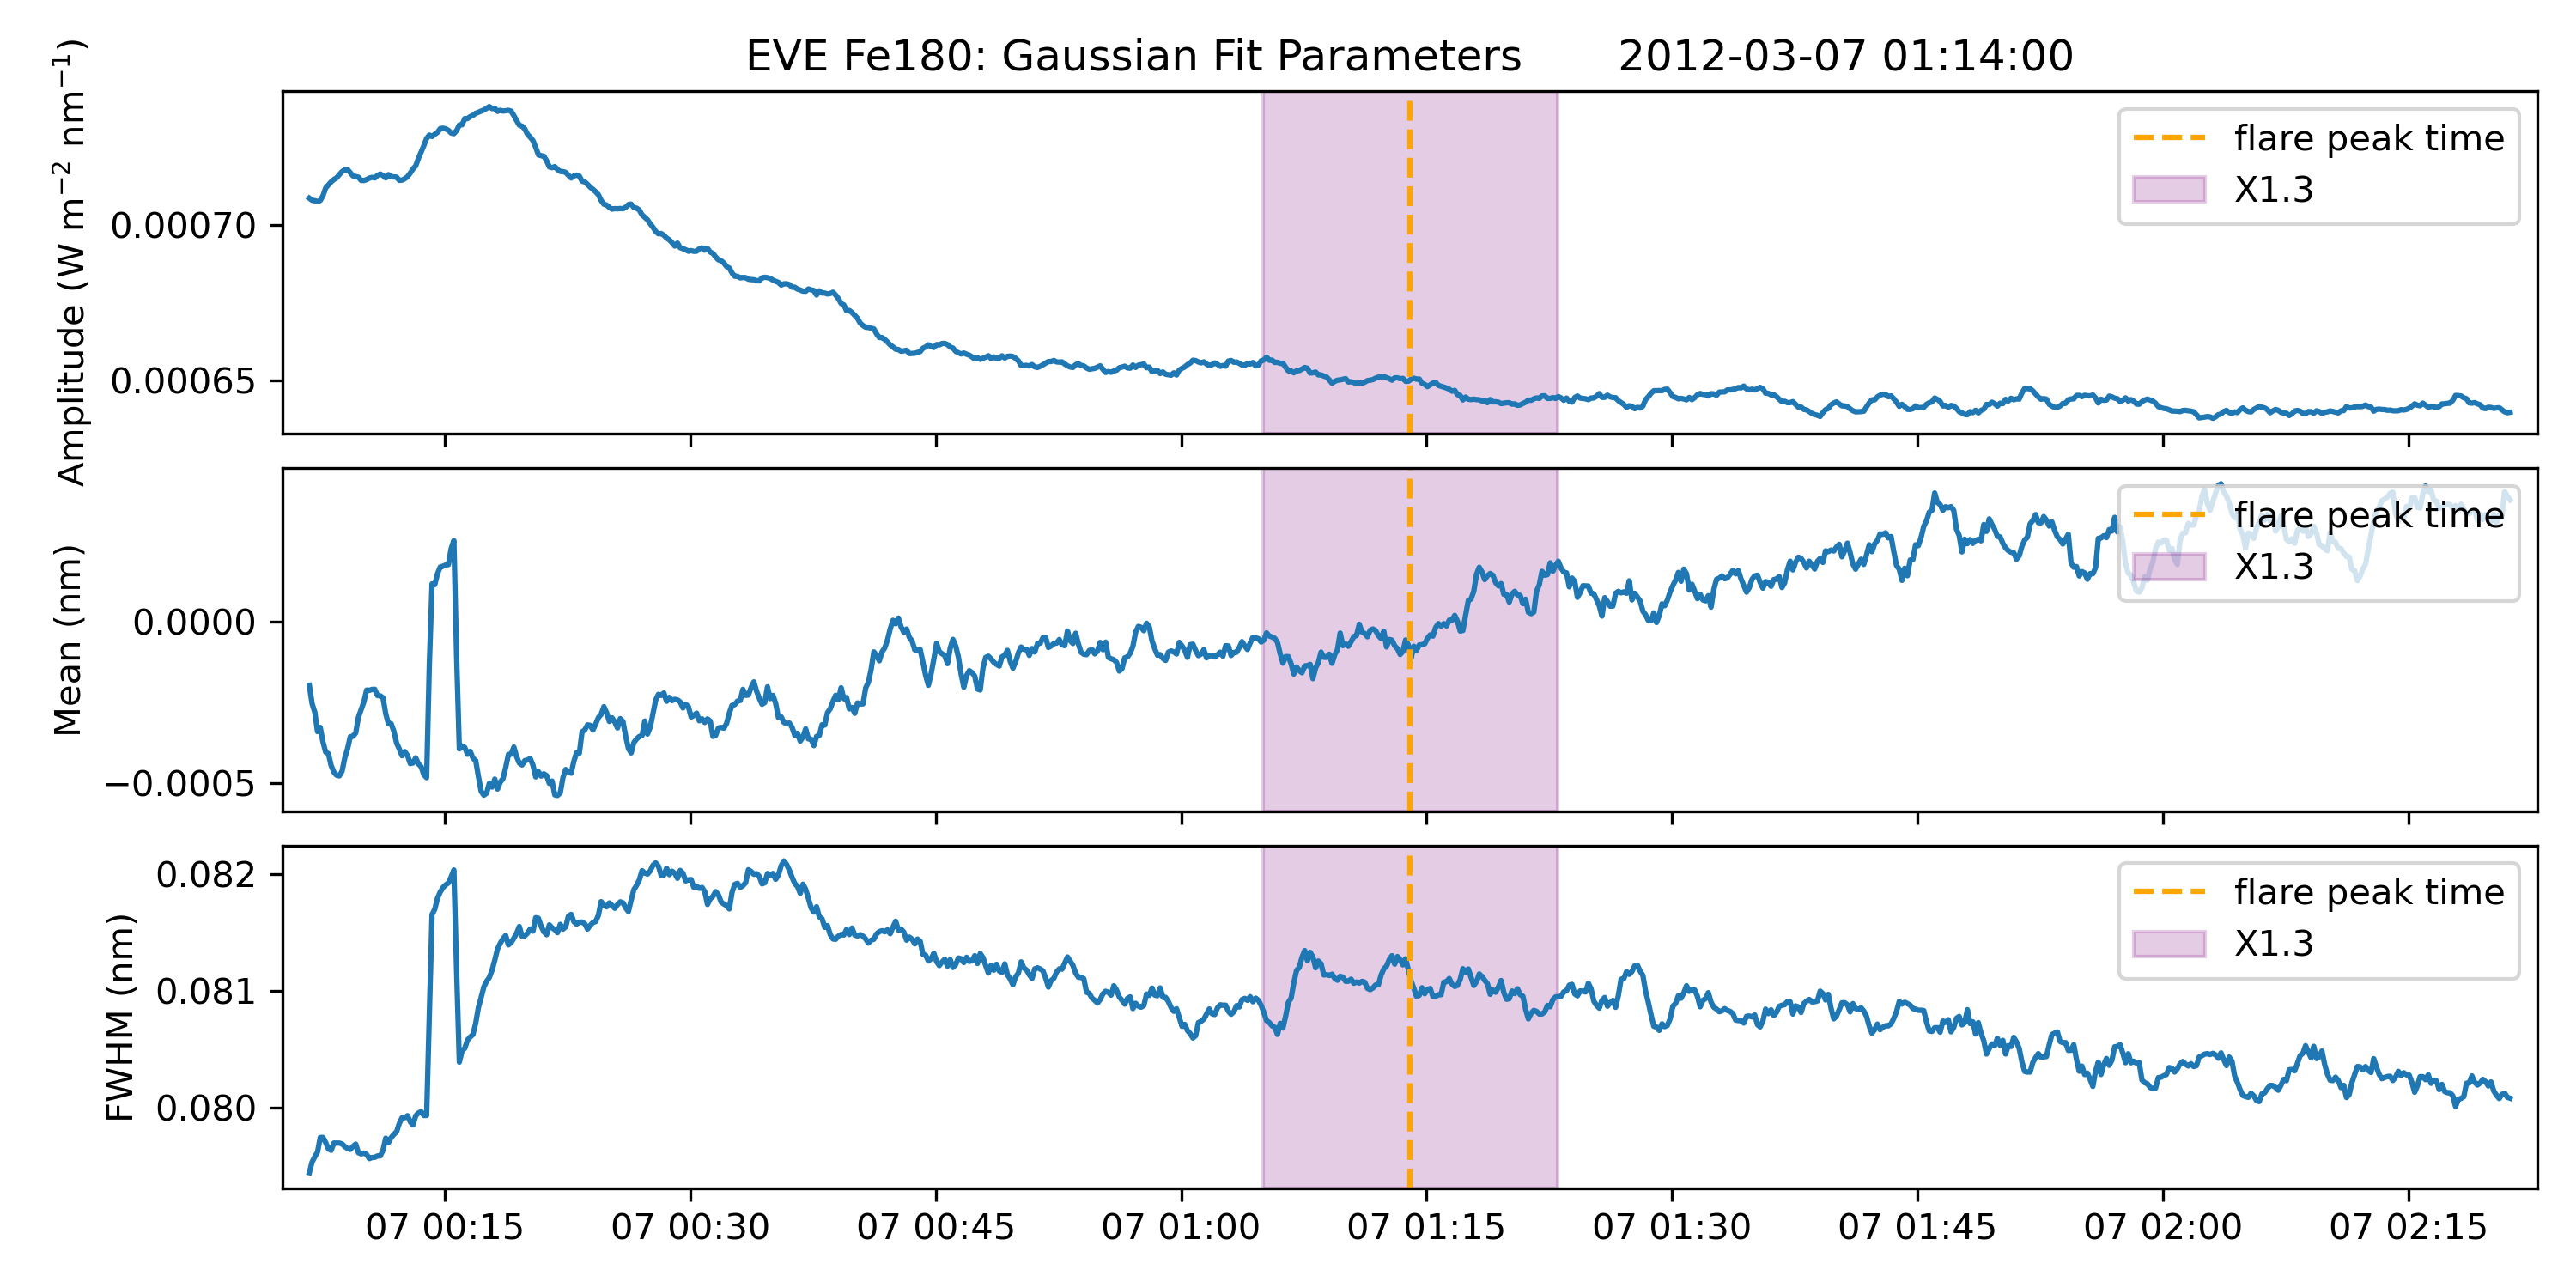 EVE Fe180: Gaussian Fit Parameters 2012-03-07 01:14:00
Amplitude (W m⁻² nm⁻¹)
0.00070
0.00065
flare peak time
X1.3
Mean (nm)
0.0000
−0.0005
flare peak time
X1.3
FWHM (nm)
0.082
0.081
0.080
flare peak time
X1.3
07 00:15 07 00:30 07 00:45 07 01:00 07 01:15 07 01:30 07 01:45 07 02:00 07 02:15